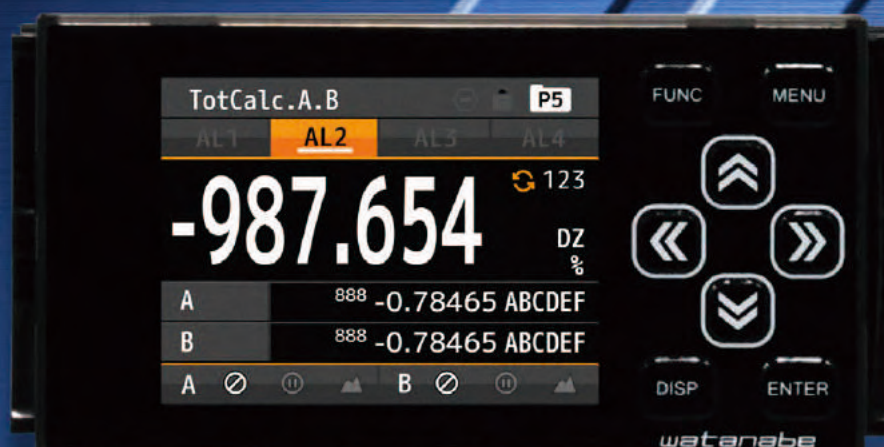 TotCalc.A.B P5
AL1 AL2 AL3 AL4
-987.654
123
DZ
%
A 888 -0.78465 ABCDEF
B 888 -0.78465 ABCDEF
A B
FUNC MENU
DISP ENTER
watanabe